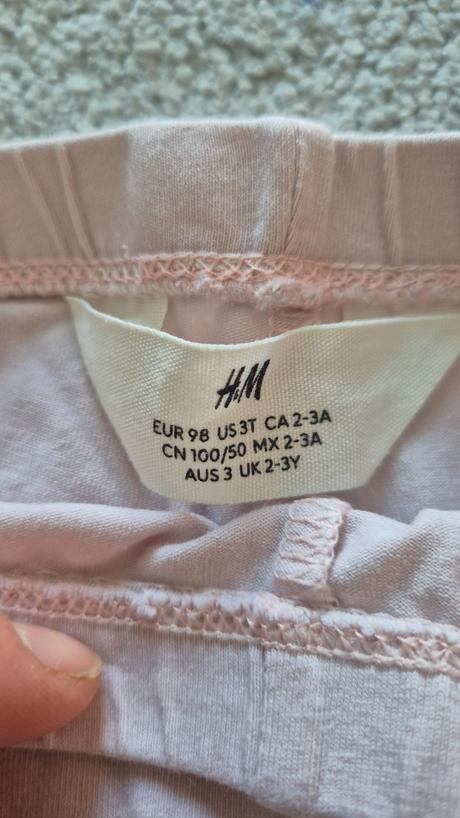 H&M
EUR 98 US 3T CA 2-3A
CN 100/50 MX 2-3A
AUS 3 UK 2-3Y